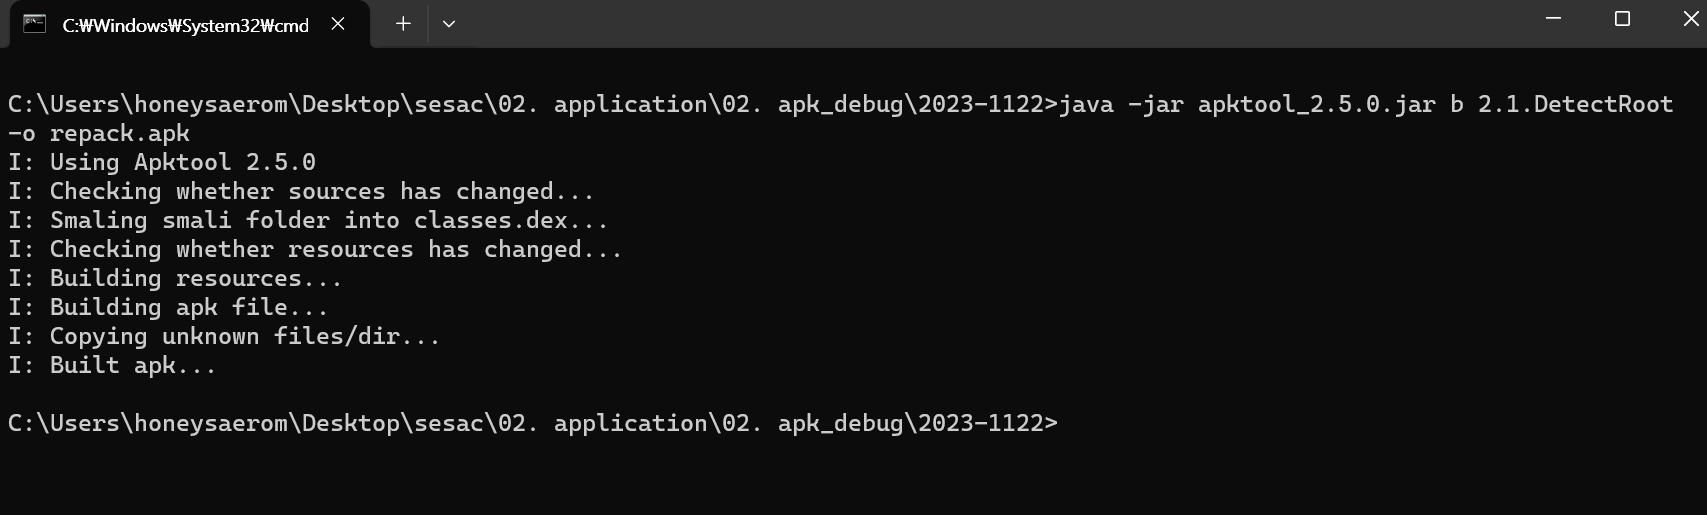 C:₩Windows₩System32₩cmd
C:\Users\honeysaerom\Desktop\sesac\02. application\02. apk_debug\2023-1122>java -jar apktool_2.5.0.jar b 2.1.DetectRoot
-o repack.apk
I: Using Apktool 2.5.0
I: Checking whether sources has changed...
I: Smaling smali folder into classes.dex...
I: Checking whether resources has changed...
I: Building resources...
I: Building apk file...
I: Copying unknown files/dir...
I: Built apk...
C:\Users\honeysaerom\Desktop\sesac\02. application\02. apk_debug\2023-1122>